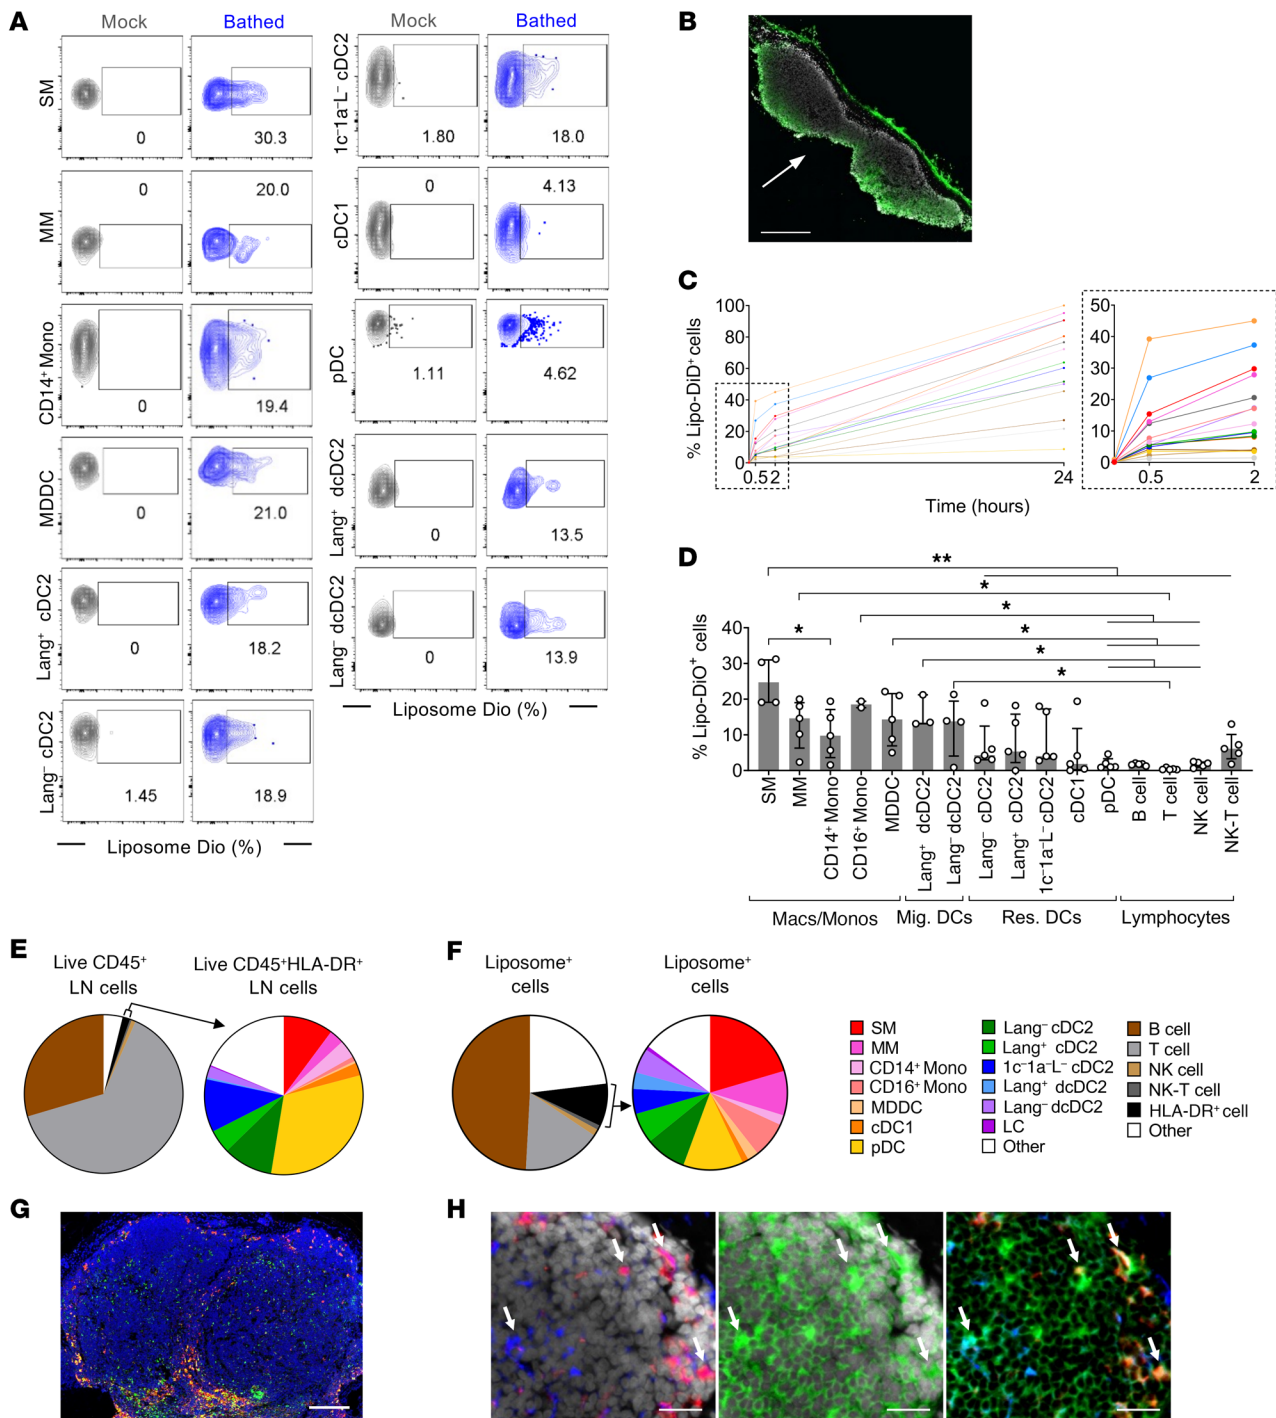 A
Mock
Bathed
SM
0
30.3
MM
0
20.0
CD14⁺ Mono
0
19.4
MDDC
0
21.0
Lang⁺ cDC2
0
18.2
Lang⁻ cDC2
1.45
18.9
Liposome Dio (%)
Mock
Bathed
1c⁻1a⁻L⁻ cDC2
1.80
18.0
cDC1
0
4.13
pDC
1.11
4.62
Lang⁺ dcDC2
0
13.5
Lang⁻ dcDC2
0
13.9
Liposome Dio (%)
B
C
% Lipo-DiD⁺ cells
100
80
60
40
20
0
0.5 2
24
50
40
30
20
10
0
0.5
2
Time (hours)
D
% Lipo-DiO⁺ cells
40
30
20
10
0
**
*
*
*
*
*
*
SM
MM
CD14⁺ Mono
CD16⁺ Mono
MDDC
Lang⁺ dcDC2
Lang⁻ dcDC2
Lang⁻ cDC2
Lang⁺ cDC2
1c⁻1a⁻L⁻ cDC2
cDC1
pDC
B cell
T cell
NK cell
NK-T cell
Macs/Monos
Mig. DCs
Res. DCs
Lymphocytes
E
Live CD45⁺
LN cells
Live CD45⁺HLA-DR⁺
LN cells
F
Liposome⁺
cells
Liposome⁺
cells
SM
MM
CD14⁺ Mono
CD16⁺ Mono
MDDC
cDC1
pDC
Lang⁻ cDC2
Lang⁺ cDC2
1c⁻1a⁻L⁻ cDC2
Lang⁺ dcDC2
Lang⁻ dcDC2
LC
Other
B cell
T cell
NK cell
NK-T cell
HLA-DR⁺ cell
Other
G
H